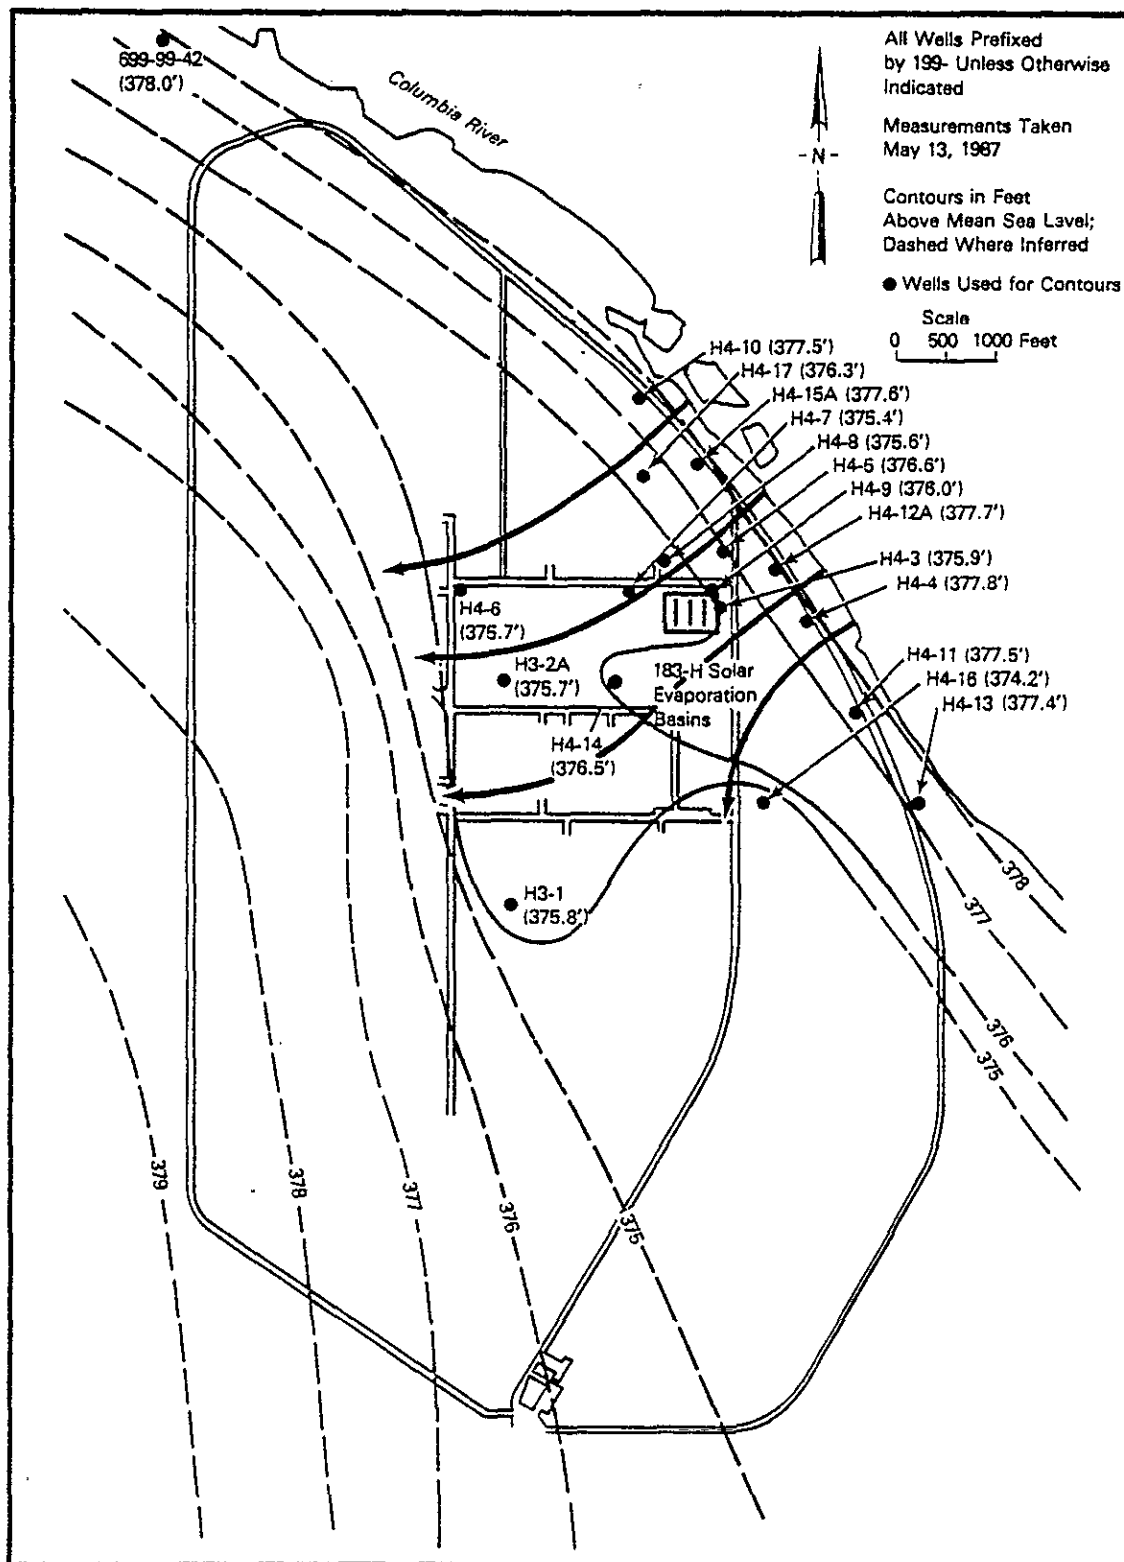 All Wells Prefixed
by 199- Unless Otherwise
Indicated
Measurements Taken
May 13, 1987
Contours in Feet
Above Mean Sea Level;
Dashed Where Inferred
● Wells Used for Contours
Scale
0 500 1000 Feet
-N-
699-99-42
(378.0')
Columbia River
H4-10 (377.5')
H4-17 (376.3')
H4-15A (377.6')
H4-7 (375.4')
H4-8 (375.6')
H4-5 (376.6')
H4-9 (376.0')
H4-12A (377.7')
H4-3 (375.9')
H4-4 (377.8')
H4-11 (377.5')
H4-16 (374.2')
H4-13 (377.4')
H4-6
(375.7')
H3-2A
(375.7')
183-H Solar
Evaporation
Basins
H4-14
(376.5')
H3-1
(375.8')
378
377
376
375
379
378
377
376
375